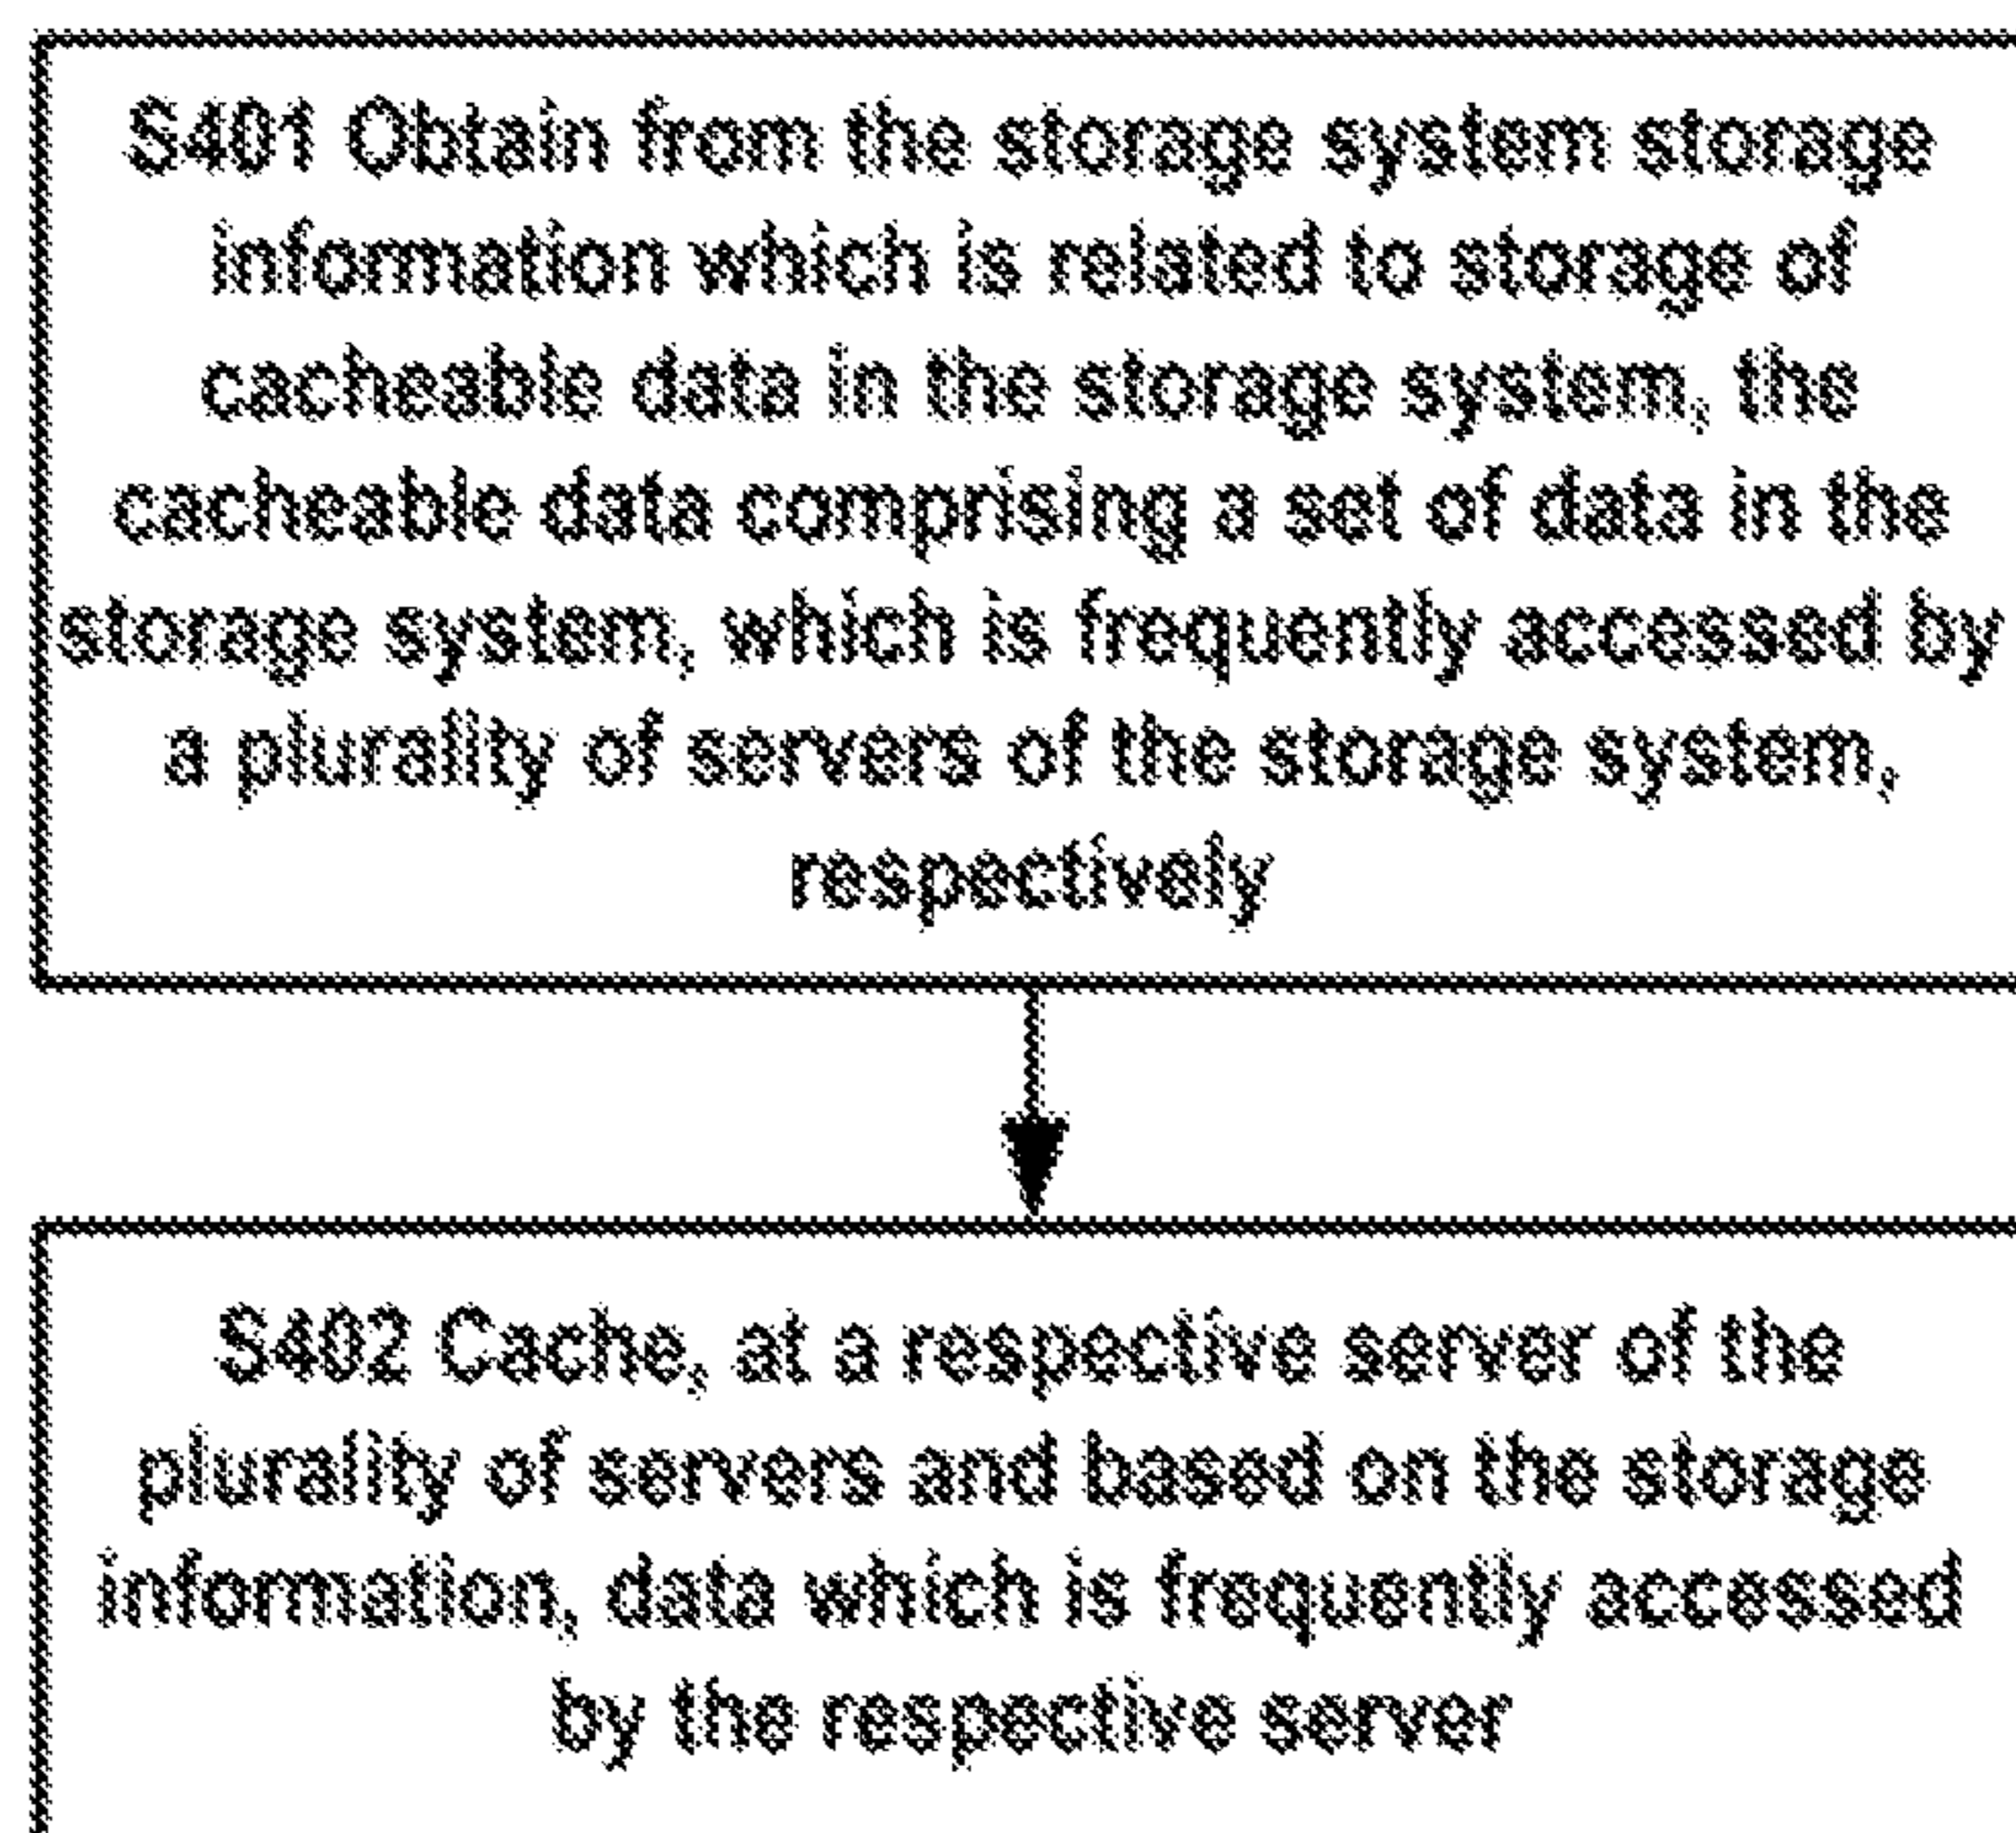 S401 Obtain from the storage system storage
information which is related to storage of
cacheable data in the storage system, the
cacheable data comprising a set of data in the
storage system, which is frequently accessed by
a plurality of servers of the storage system,
respectively
S402 Cache, at a respective server of the
plurality of servers and based on the storage
information, data which is frequently accessed
by the respective server